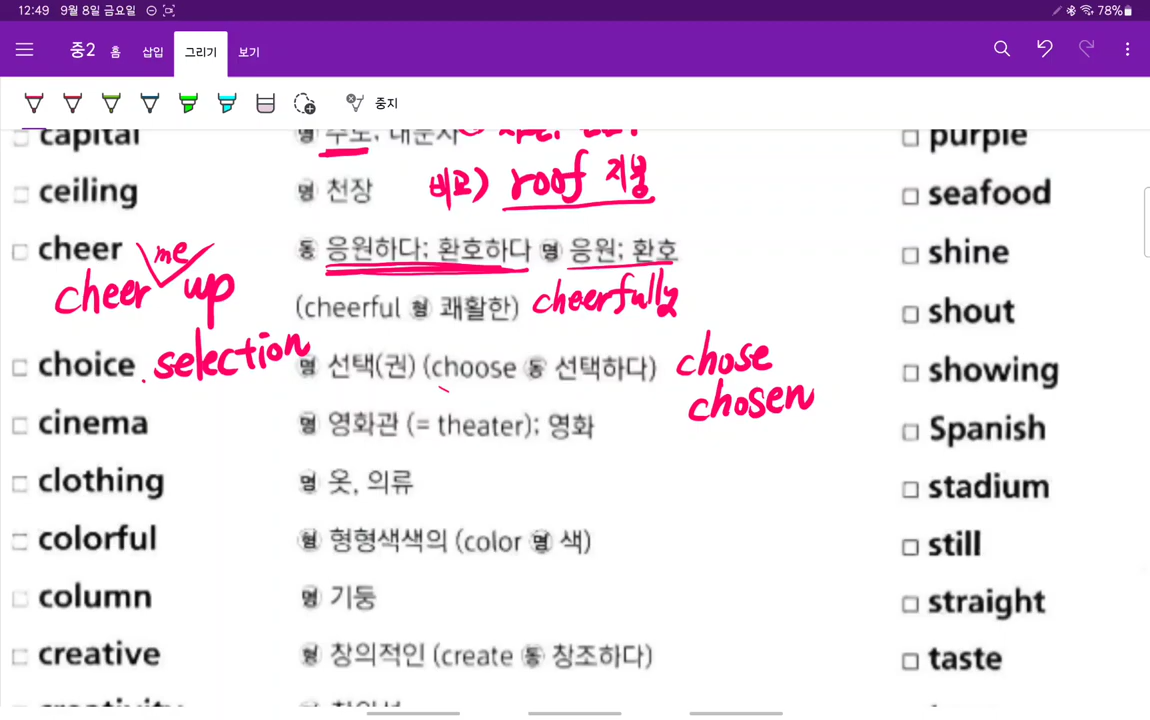 12:49 9월 8일 금요일 78%
중2 홈 삽입 그리기 보기
중지
capital 명 수도; purple
ceiling 명 천장 비교) roof 지붕 seafood
cheer 동 응원하다; 환호하다 명 응원; 환호 shine
cheer me up (cheerful 형 쾌활한) cheerfully shout
choice selection 명 선택(권) (choose 동 선택하다) chose showing
chosen
cinema 명 영화관 (= theater); 영화 Spanish
clothing 명 옷, 의류 stadium
colorful 형 형형색색의 (color 명 색) still
column 명 기둥 straight
creative 형 창의적인 (create 동 창조하다) taste
creativity